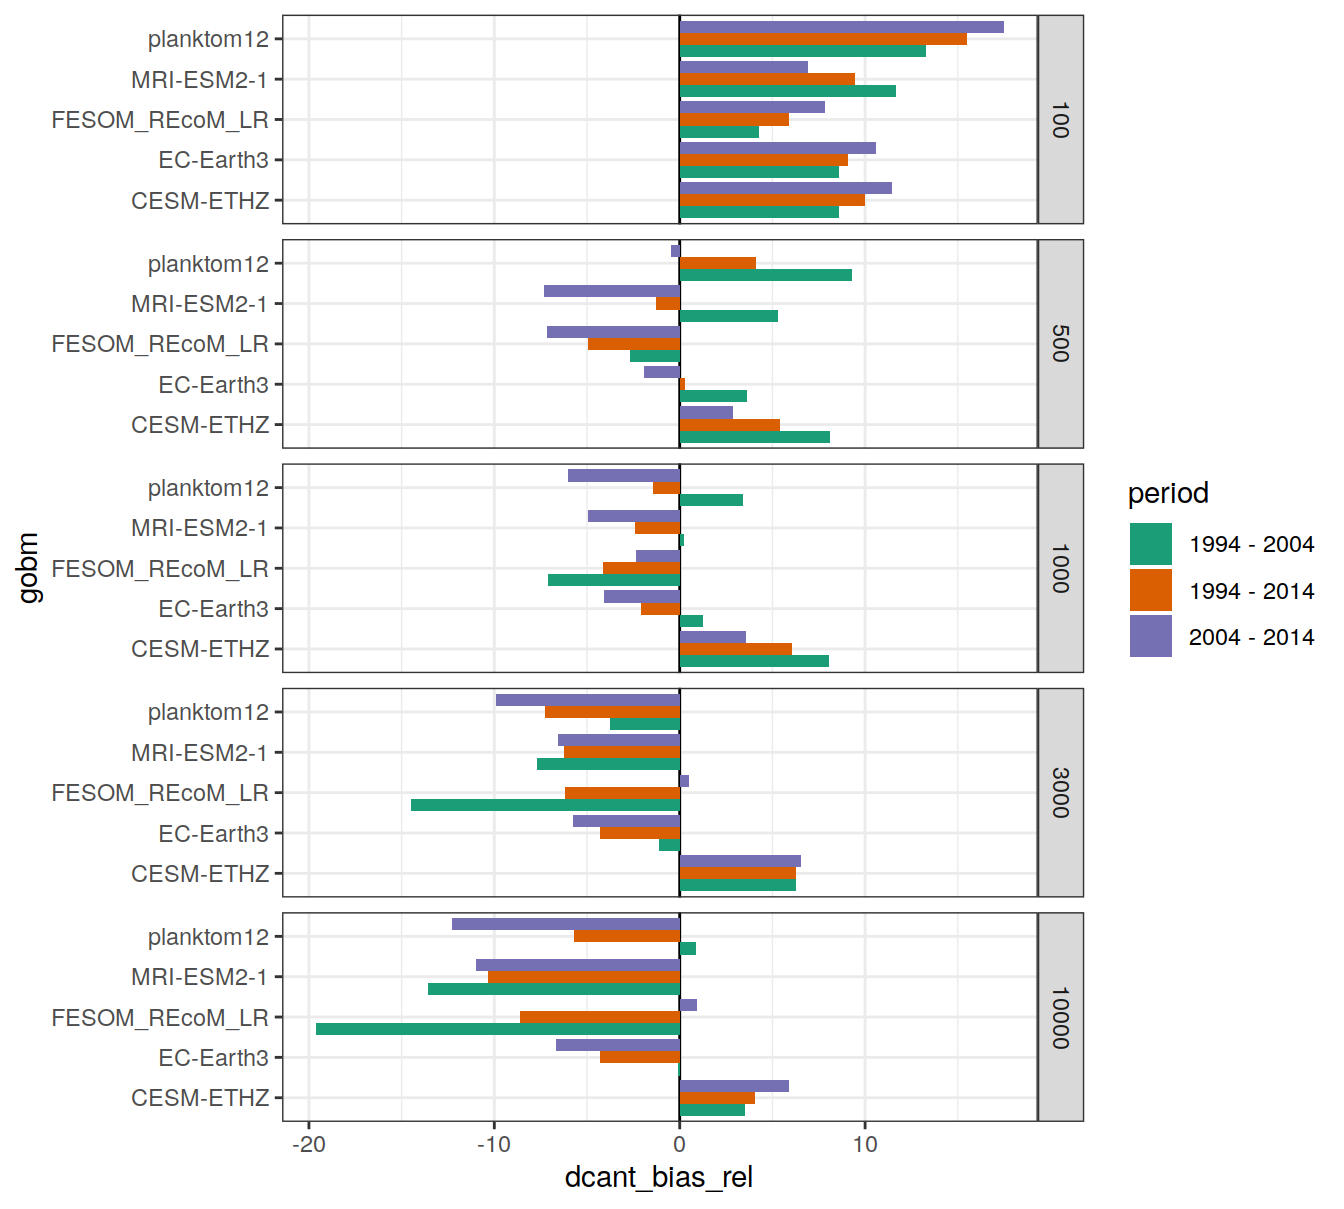 planktom12
MRI-ESM2-1
FESOM_REcoM_LR
EC-Earth3
CESM-ETHZ
100
planktom12
MRI-ESM2-1
FESOM_REcoM_LR
EC-Earth3
CESM-ETHZ
500
planktom12
MRI-ESM2-1
FESOM_REcoM_LR
EC-Earth3
CESM-ETHZ
1000
planktom12
MRI-ESM2-1
FESOM_REcoM_LR
EC-Earth3
CESM-ETHZ
3000
planktom12
MRI-ESM2-1
FESOM_REcoM_LR
EC-Earth3
CESM-ETHZ
10000
-20 -10 0 10
dcant_bias_rel
gobm
period
1994 - 2004
1994 - 2014
2004 - 2014